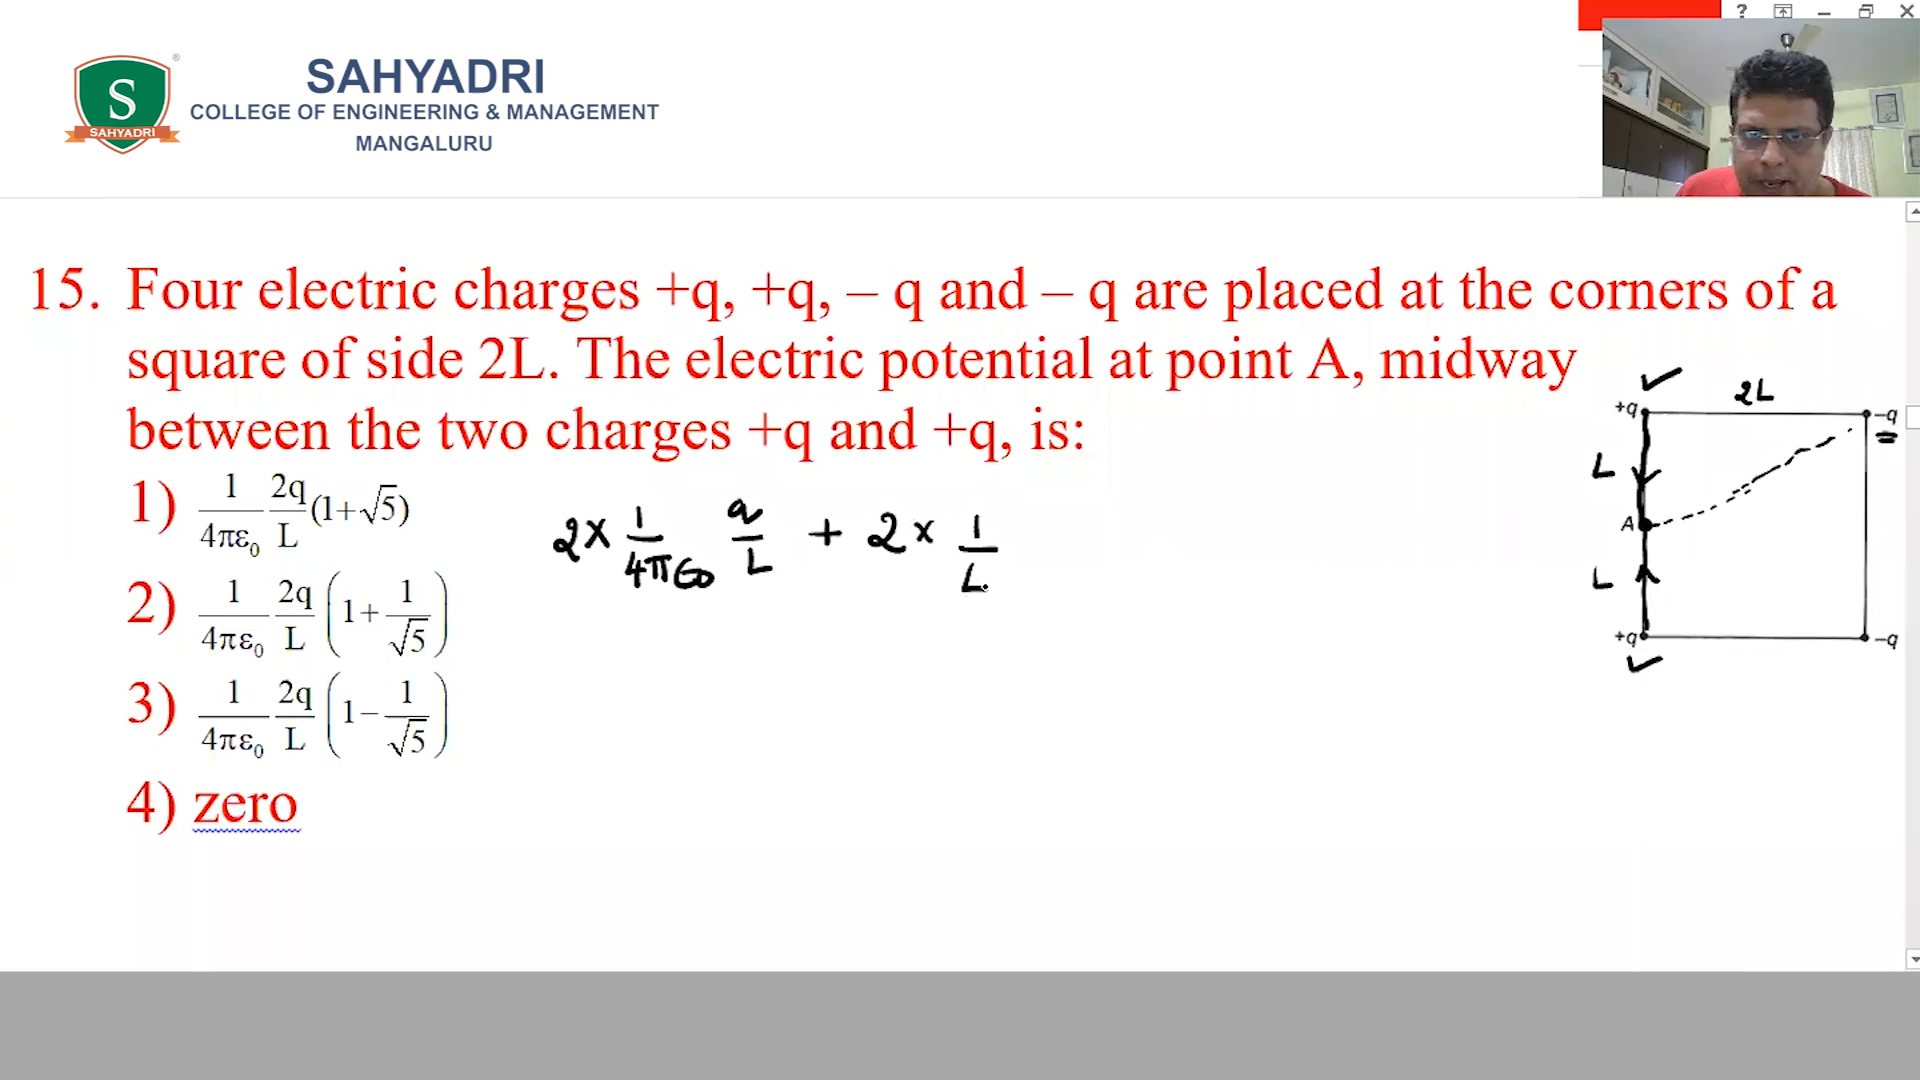 ?
S
SAHYADRI
®
SAHYADRI
COLLEGE OF ENGINEERING & MANAGEMENT
MANGALURU
15. Four electric charges +q, +q, – q and – q are placed at the corners of a
square of side 2L. The electric potential at point A, midway
between the two charges +q and +q, is:
1) 1/4πε₀ 2q/L (1+√5)
2) 1/4πε₀ 2q/L (1+1/√5)
3) 1/4πε₀ 2q/L (1−1/√5)
4) zero
2 × 1/4π∈₀ q/L + 2 × 1/L
2L
+q
–q
L
A
L
+q
–q